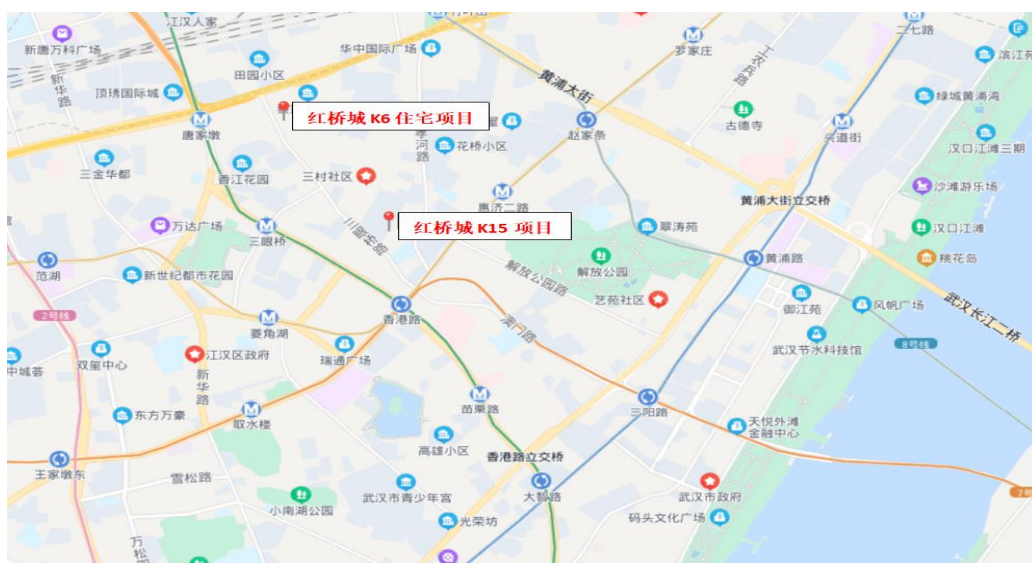 江汉人家
新唐万科广场
华中国际广场
罗家庄
二七路
滨江苑
田园小区
工农兵路
新华路
顶琇国际城
黄浦大街
绿城黄浦湾
红桥城 K6 住宅项目
唐家墩
赵家条
古德寺
头道街
汉口江滩三期
花桥小区
三金华都
香江花园
三村社区
惠济二路
沙滩游乐场
黄浦大街立交桥
万达广场
三眼桥
红桥城 K15 项目
翠涛苑
汉口江滩
范湖
新世纪都市花园
解放公园路
解放公园
黄浦路
桃花岛
艺苑社区
御江苑
风帆广场
武汉长江二桥
2号线
香港路
菱角湖
澳门路
武汉节水科技馆
8号线
中城荟
双玺中心
江汉区政府
瑞通广场
新华路
苗栗路
三阳路
东方万豪
取水楼
天悦外滩
金融中心
高雄小区
王家墩东
香港路立交桥
雪松路
小南湖公园
武汉市青少年宫
大智路
武汉市政府
码头文化广场
光荣坊
万松